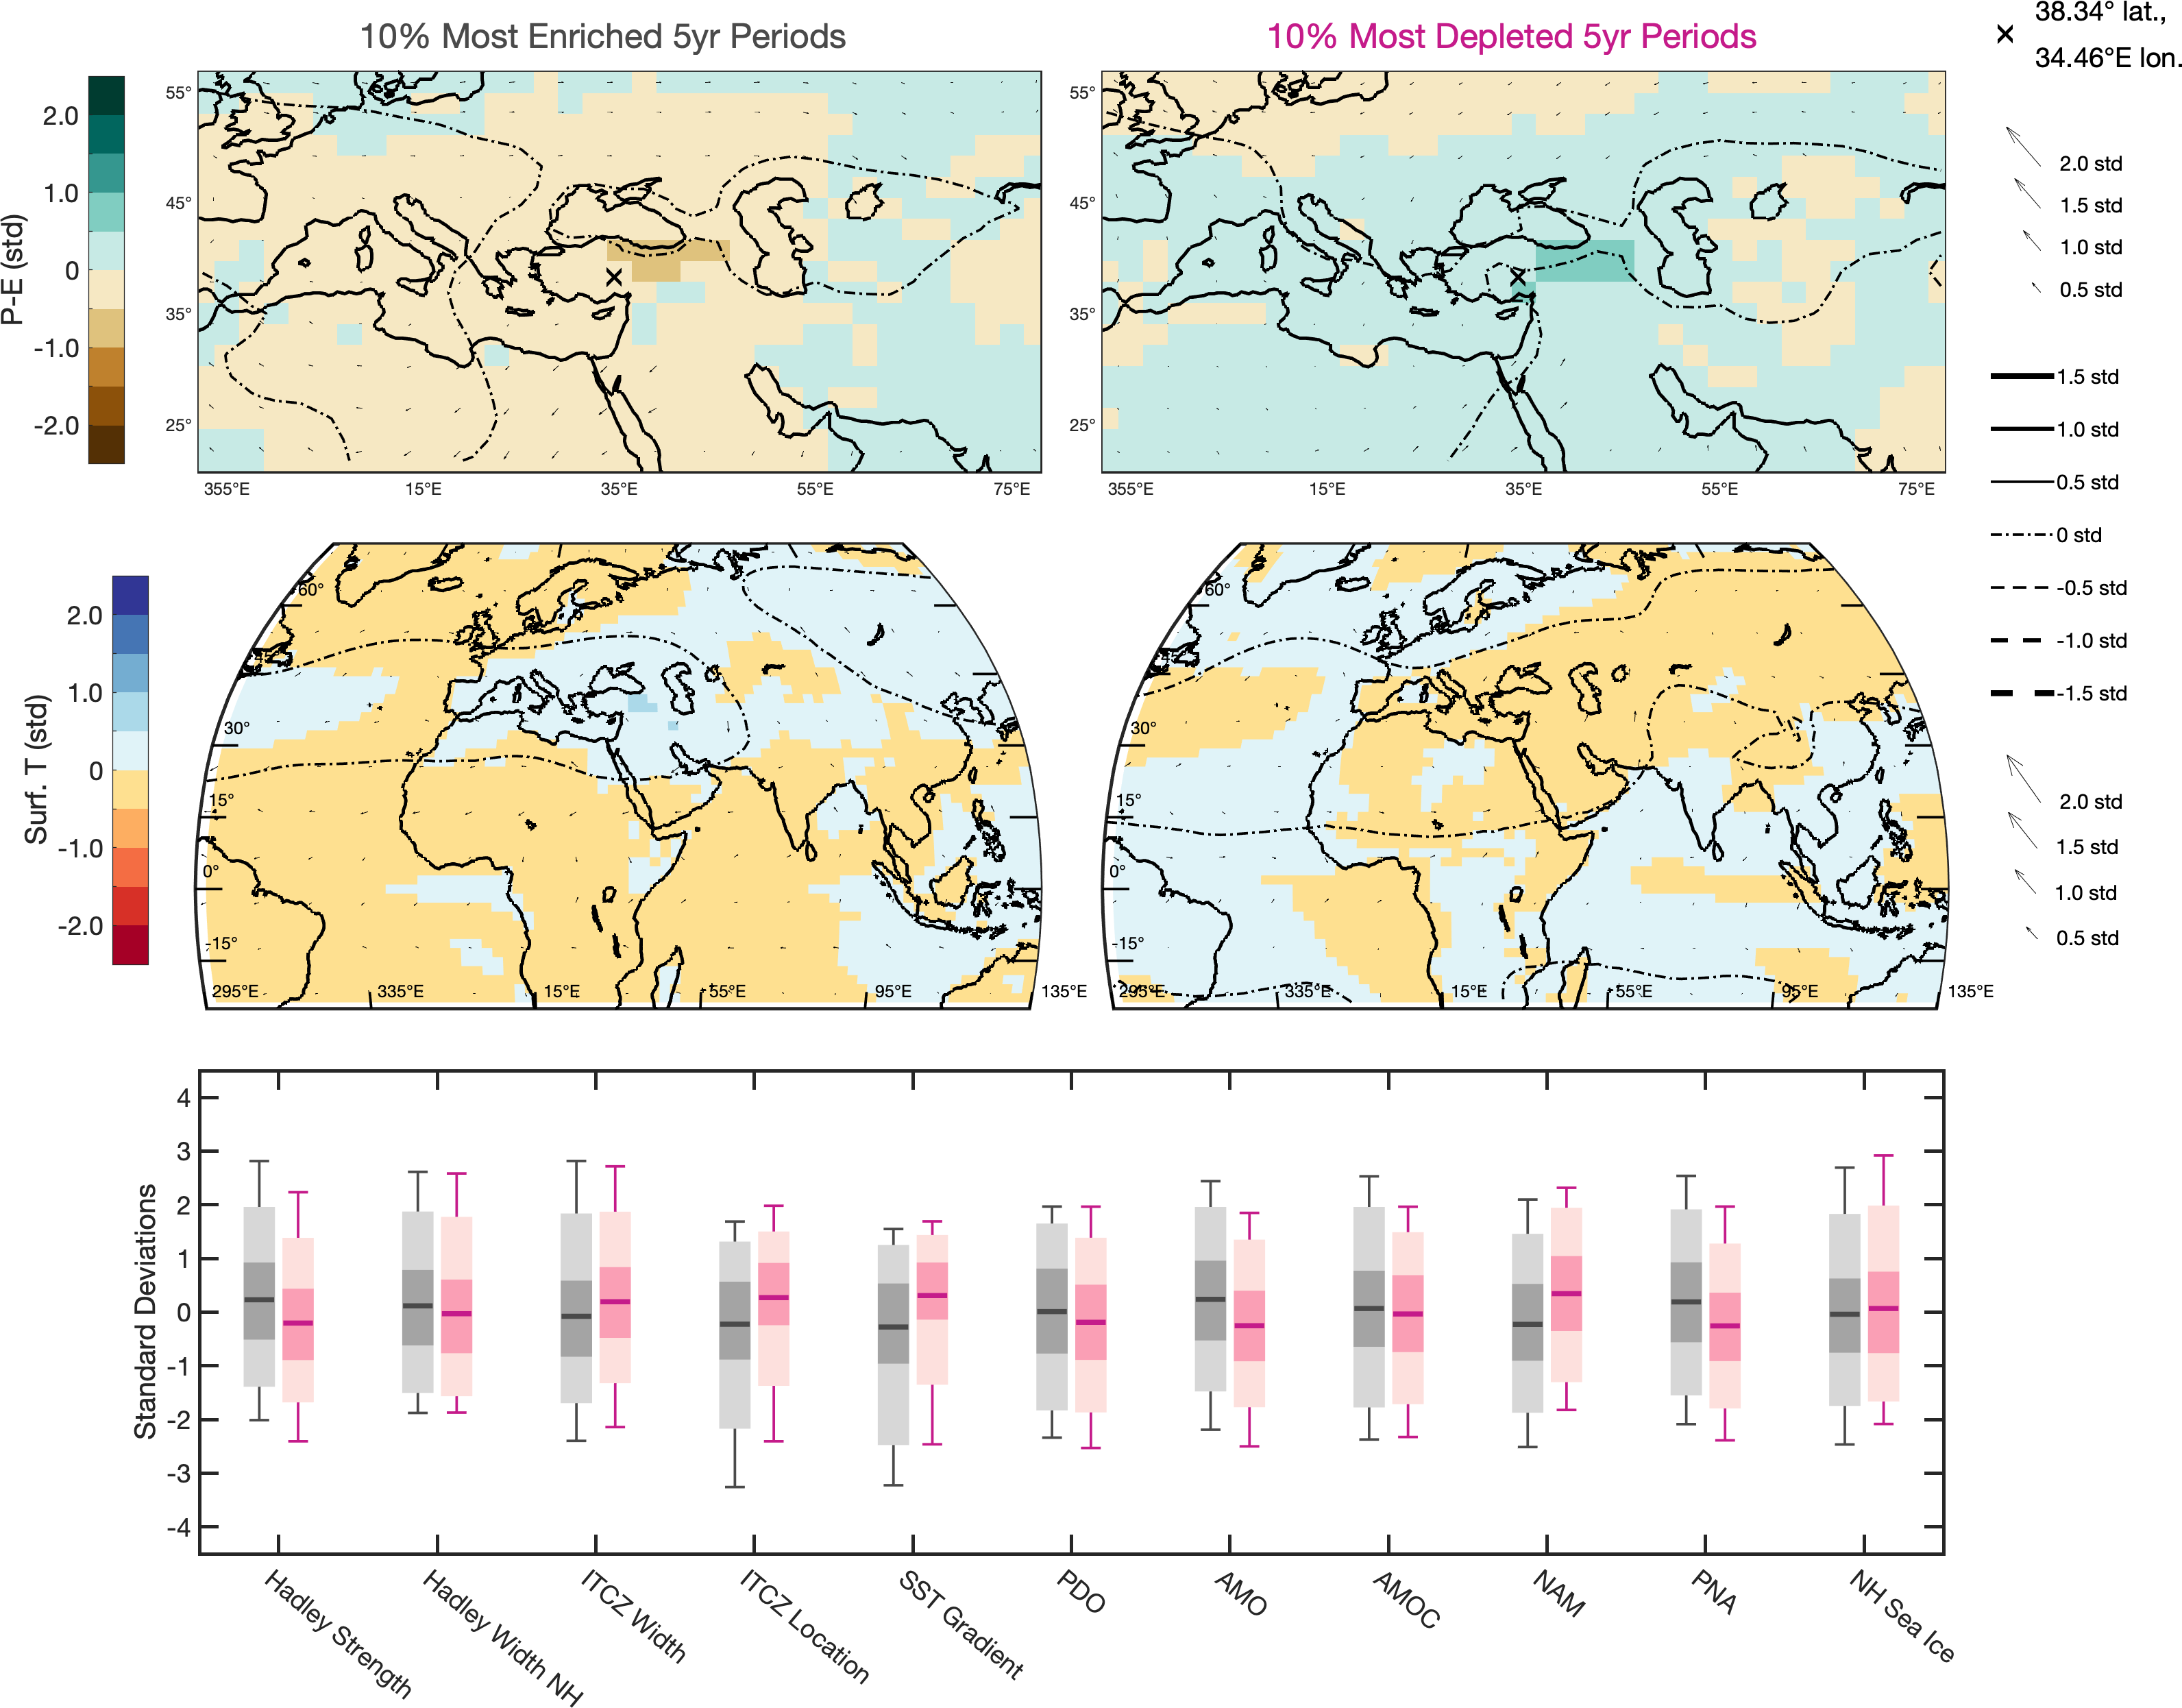 10% Most Enriched 5yr Periods
10% Most Depleted 5yr Periods
38.34° lat.,
34.46°E lon.
P-E (std)
2.0
1.0
0
-1.0
-2.0
55°
45°
35°
25°
355°E 15°E 35°E 55°E 75°E
55°
45°
35°
25°
355°E 15°E 35°E 55°E 75°E
2.0 std
1.5 std
1.0 std
0.5 std
1.5 std
1.0 std
0.5 std
0 std
-0.5 std
-1.0 std
-1.5 std
Surf. T (std)
2.0
1.0
0
-1.0
-2.0
60°
45°
30°
15°
0°
-15°
295°E 335°E 15°E 55°E 95°E 135°E
60°
45°
30°
15°
0°
-15°
295°E 335°E 15°E 55°E 95°E 135°E
2.0 std
1.5 std
1.0 std
0.5 std
Standard Deviations
4
3
2
1
0
-1
-2
-3
-4
Hadley Strength
Hadley Width NH
ITCZ Width
ITCZ Location
SST Gradient
PDO
AMO
AMOC
NAM
PNA
NH Sea Ice